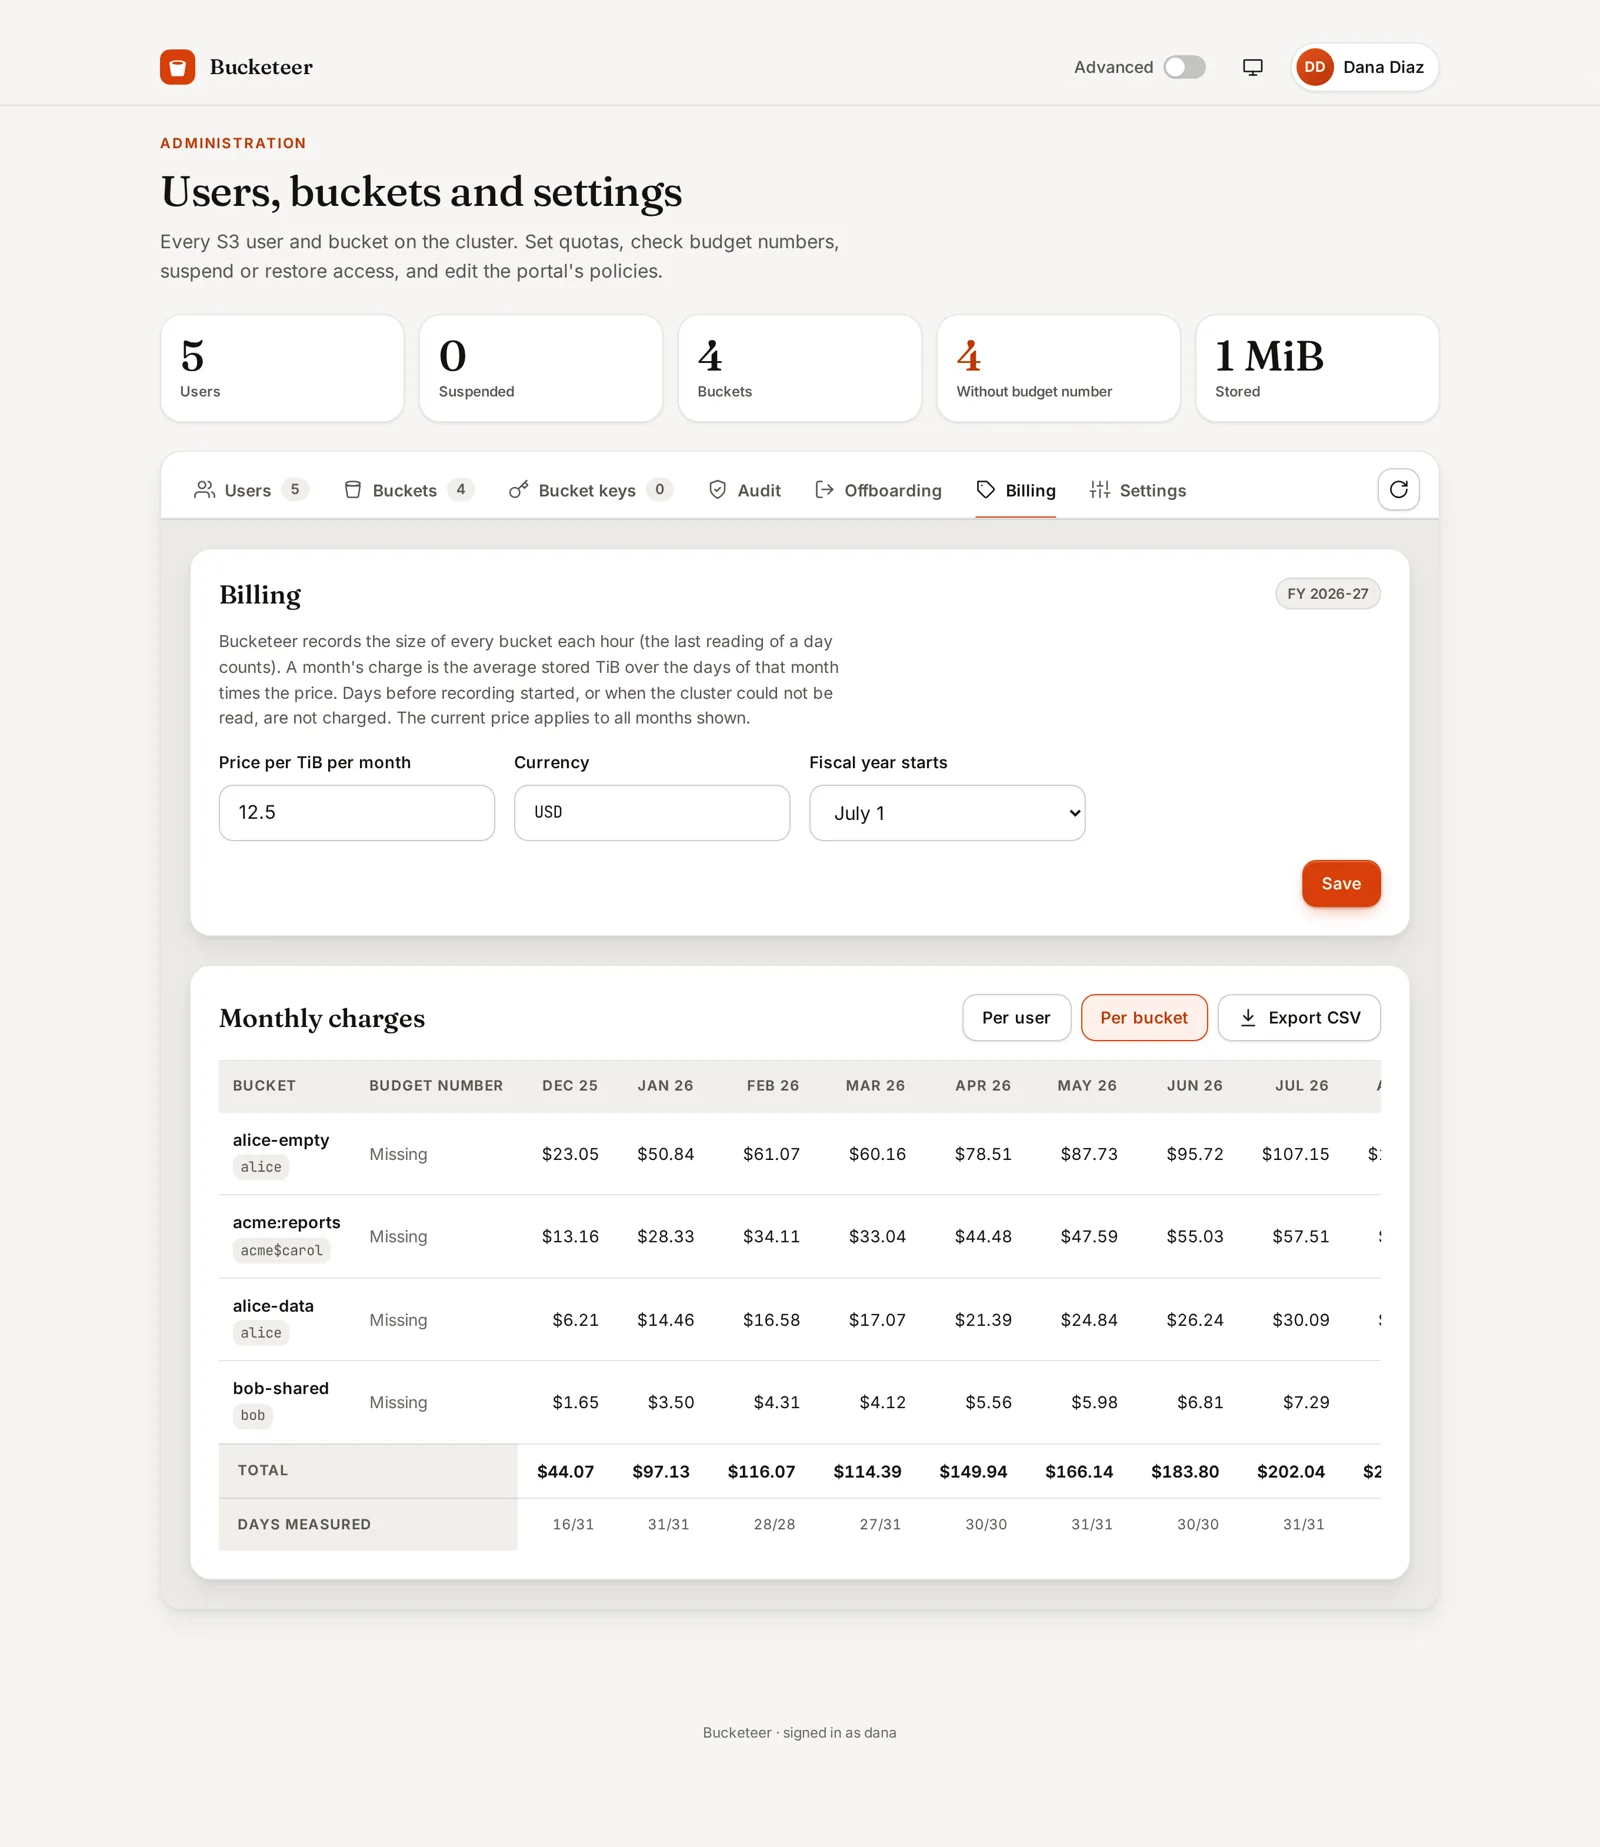 Bucketeer
Advanced
DD Dana Diaz
ADMINISTRATION
Users, buckets and settings
Every S3 user and bucket on the cluster. Set quotas, check budget numbers,
suspend or restore access, and edit the portal's policies.
5
Users
0
Suspended
4
Buckets
4
Without budget number
1 MiB
Stored
Users 5 Buckets 4 Bucket keys 0 Audit Offboarding Billing Settings
Billing
FY 2026-27
Bucketeer records the size of every bucket each hour (the last reading of a day
counts). A month's charge is the average stored TiB over the days of that month
times the price. Days before recording started, or when the cluster could not be
read, are not charged. The current price applies to all months shown.
Price per TiB per month Currency Fiscal year starts
12.5 USD July 1
Save
Monthly charges
Per user Per bucket Export CSV
BUCKET BUDGET NUMBER DEC 25 JAN 26 FEB 26 MAR 26 APR 26 MAY 26 JUN 26 JUL 26
alice-empty
alice
Missing $23.05 $50.84 $61.07 $60.16 $78.51 $87.73 $95.72 $107.15
acme:reports
acme$carol
Missing $13.16 $28.33 $34.11 $33.04 $44.48 $47.59 $55.03 $57.51
alice-data
alice
Missing $6.21 $14.46 $16.58 $17.07 $21.39 $24.84 $26.24 $30.09
bob-shared
bob
Missing $1.65 $3.50 $4.31 $4.12 $5.56 $5.98 $6.81 $7.29
TOTAL $44.07 $97.13 $116.07 $114.39 $149.94 $166.14 $183.80 $202.04
DAYS MEASURED 16/31 31/31 28/28 27/31 30/30 31/31 30/30 31/31
Bucketeer · signed in as dana